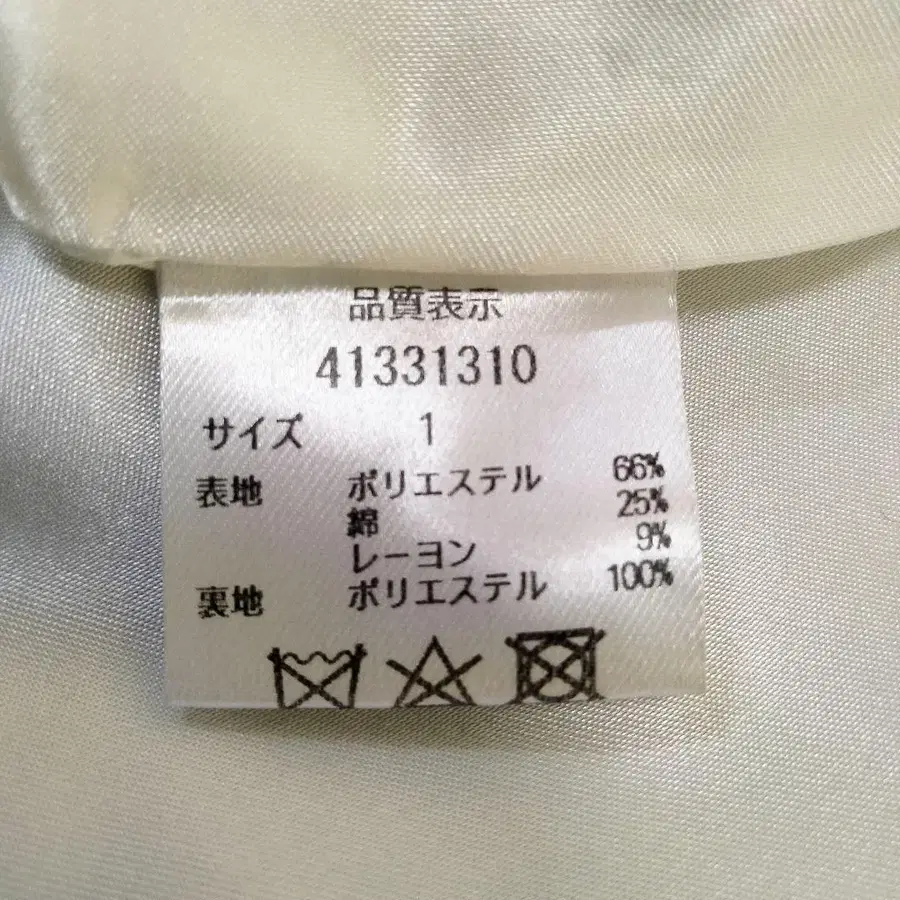 品質表示
41331310
サイズ 1
表地 ポリエステル 66%
綿 25%
レーヨン 9%
裏地 ポリエステル 100%